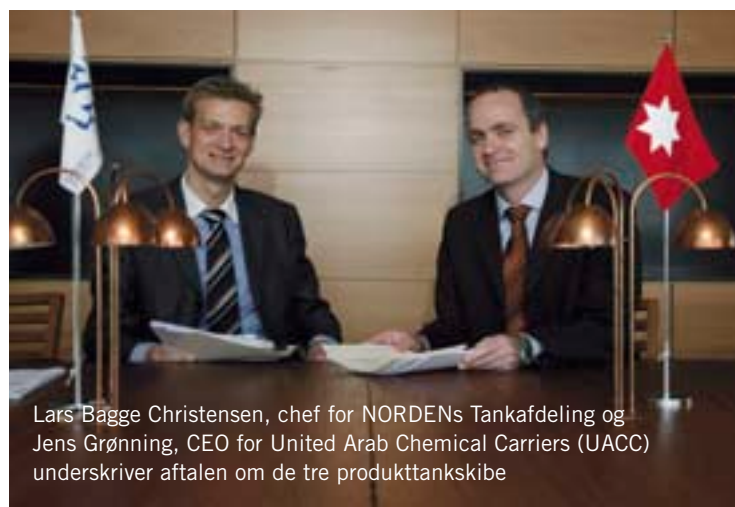 Lars Bagge Christensen, chef for NORDENs Tankafdeling og
Jens Grønning, CEO for United Arab Chemical Carriers (UACC)
underskriver aftalen om de tre produkttankskibe